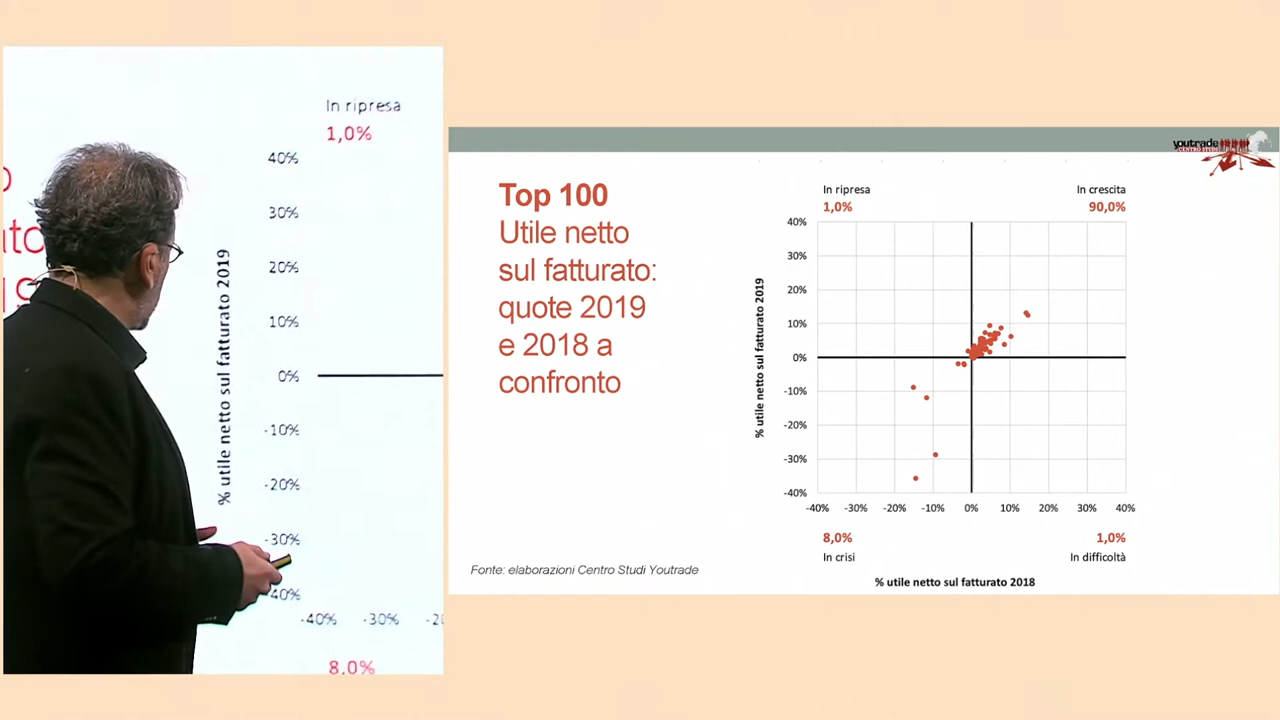 In ripresa
1,0%
40%
30%
20%
10%
0%
-10%
-20%
-30%
-40%
-40% -30%
8,0%
% utile netto sul fatturato 2019
youtrade
CENTRO STUDI
Top 100
Utile netto
sul fatturato:
quote 2019
e 2018 a
confronto
Fonte: elaborazioni Centro Studi Youtrade
In ripresa
1,0%
In crescita
90,0%
% utile netto sul fatturato 2019
40%
30%
20%
10%
0%
-10%
-20%
-30%
-40%
-40% -30% -20% -10% 0% 10% 20% 30% 40%
8,0%
In crisi
1,0%
In difficoltà
% utile netto sul fatturato 2018